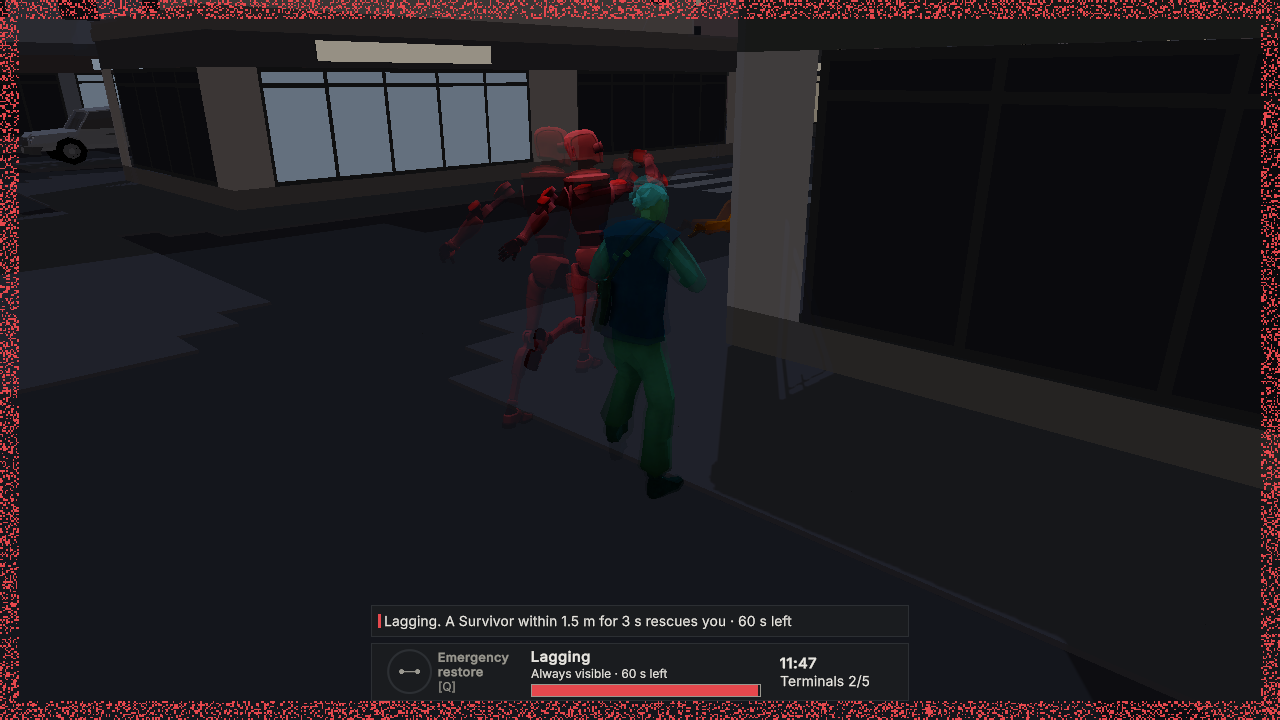 Lagging. A Survivor within 1.5 m for 3 s rescues you · 60 s left
Emergency
restore
[Q]
Lagging
Always visible · 60 s left
11:47
Terminals 2/5